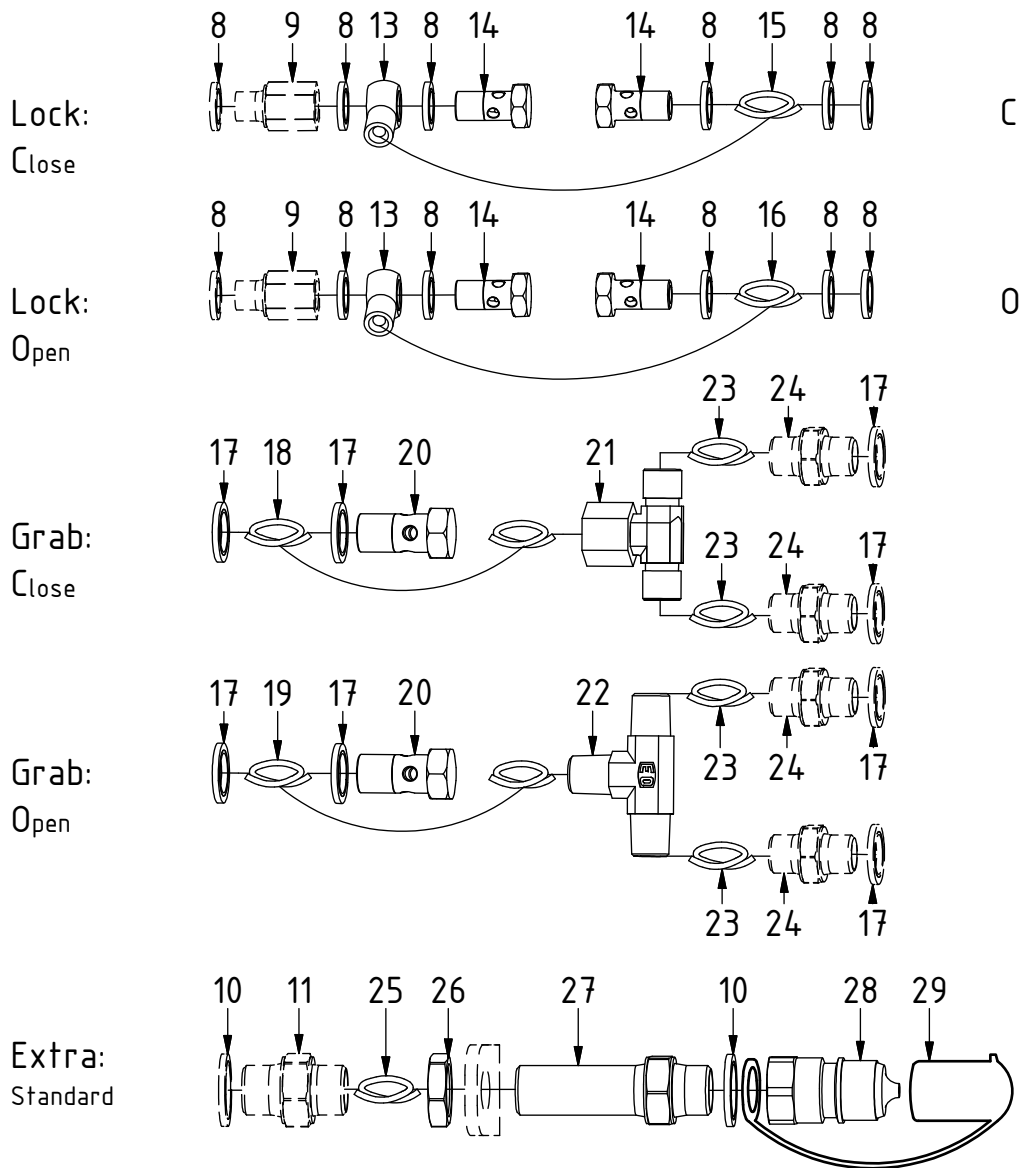 8 9 8 13 8 14 14 8 15 8 8
Lock:
Close
C
8 9 8 13 8 14 14 8 16 8 8
Lock:
Open
O
23 24 17
17 18 17 20 21
Grab:
Close
23 24 17
17 19 17 20 22
Grab:
Open
23 24 17
23 24 17
10 11 25 26 27 10 28 29
Extra:
Standard